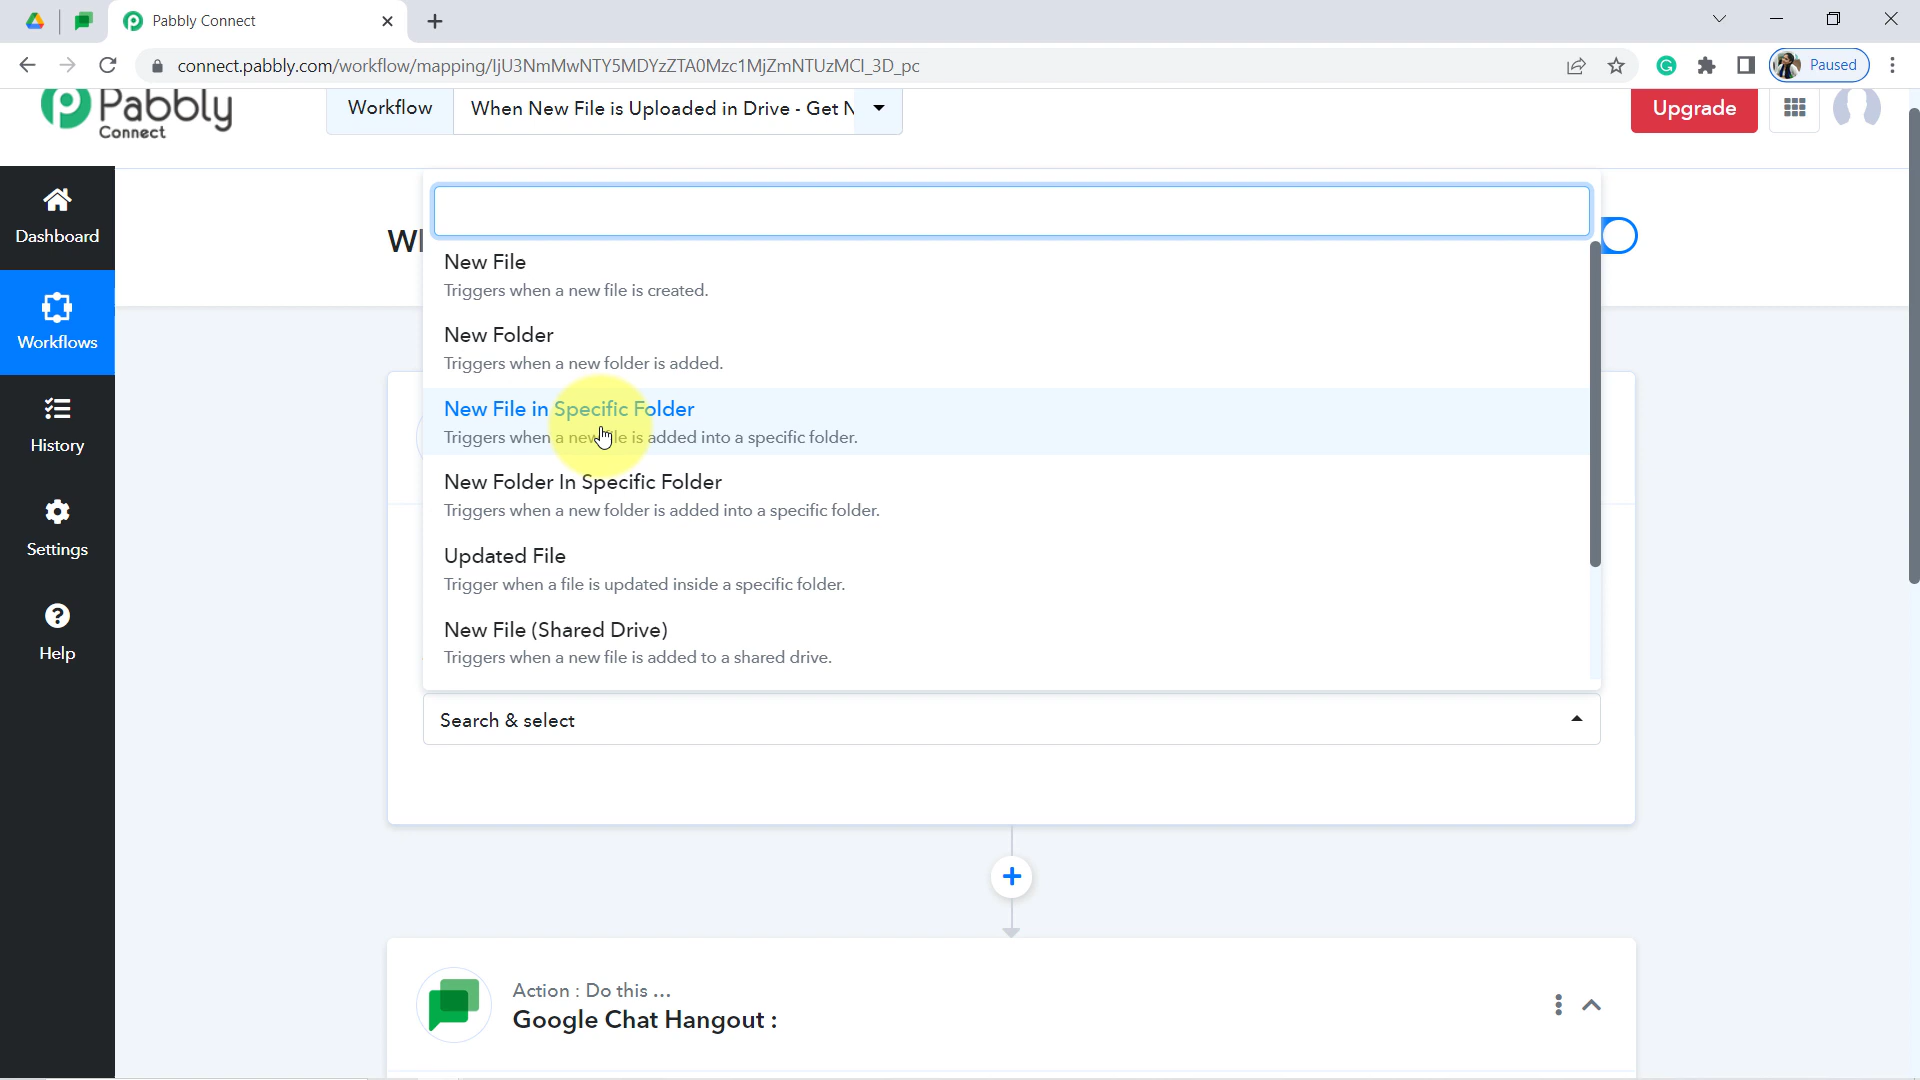 Pabbly Connect
connect.pabbly.com/workflow/mapping/IjU3NmMwNTY5MDYzZTA0Mzc1MjZmNTUzMCI_3D_pc
Paused
Pabbly
Connect
Workflow
When New File is Uploaded in Drive - Get N
Upgrade
Dashboard
Workflows
History
Settings
Help
Wh
New File
Triggers when a new file is created.
New Folder
Triggers when a new folder is added.
New File in Specific Folder
Triggers when a new file is added into a specific folder.
New Folder In Specific Folder
Triggers when a new folder is added into a specific folder.
Updated File
Trigger when a file is updated inside a specific folder.
New File (Shared Drive)
Triggers when a new file is added to a shared drive.
Search & select
Action : Do this ...
Google Chat Hangout :